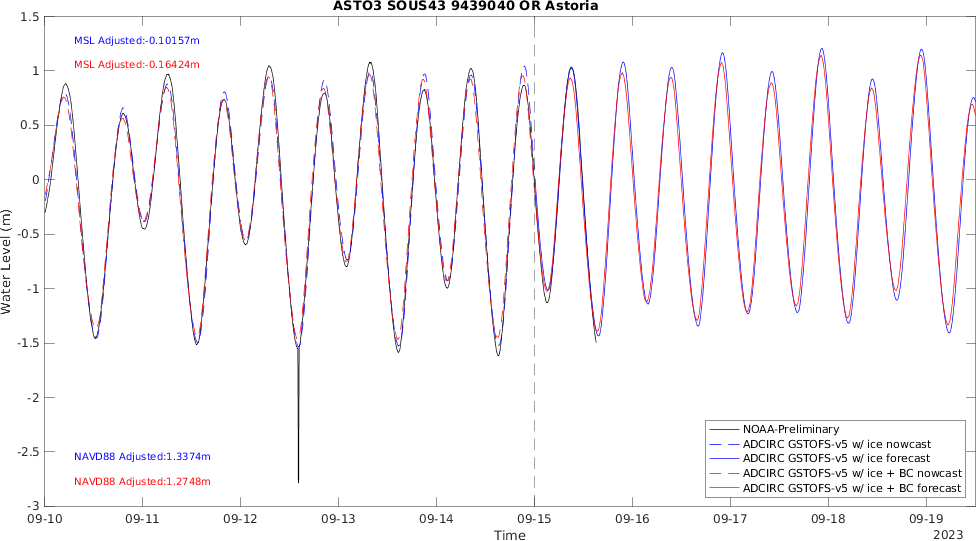 ASTO3 SOUS43 9439040 OR Astoria
MSL Adjusted:-0.10157m
MSL Adjusted:-0.16424m
NAVD88 Adjusted:1.3374m
NAVD88 Adjusted:1.2748m
Water Level (m)
1.5
1
0.5
0
-0.5
-1
-1.5
-2
-2.5
-3
NOAA-Preliminary
ADCIRC GSTOFS-v5 w/ ice nowcast
ADCIRC GSTOFS-v5 w/ ice forecast
ADCIRC GSTOFS-v5 w/ ice + BC nowcast
ADCIRC GSTOFS-v5 w/ ice + BC forecast
09-10 09-11 09-12 09-13 09-14 09-15 09-16 09-17 09-18 09-19
Time
2023